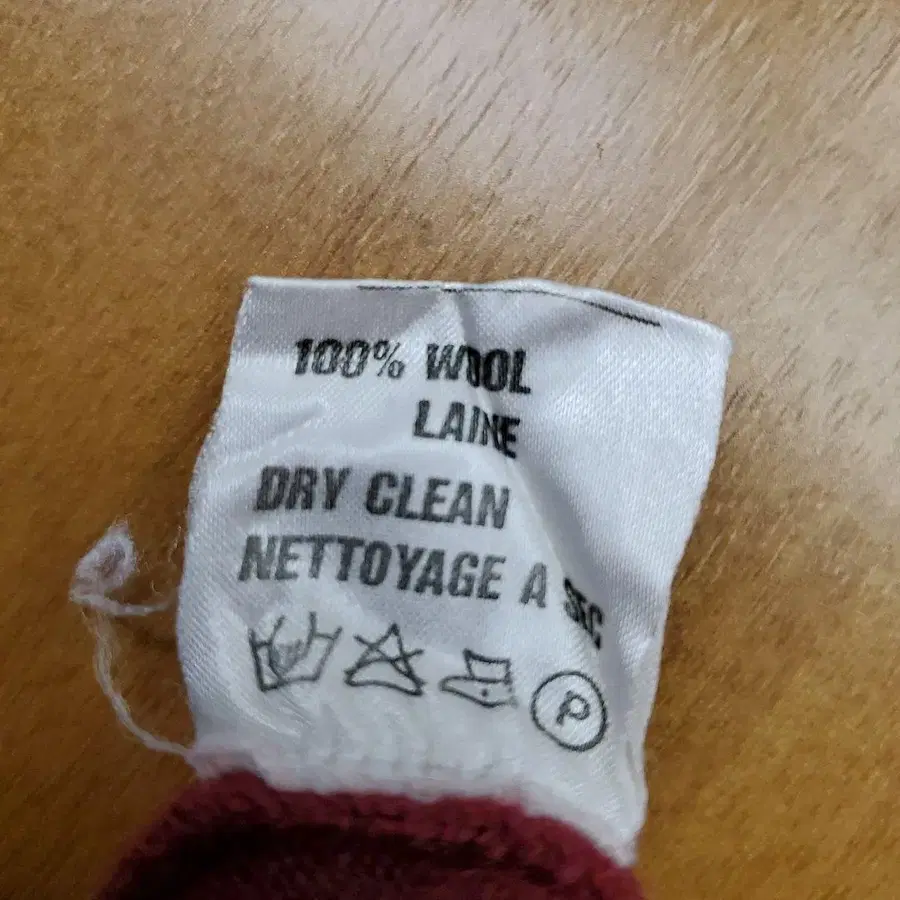 100% WOOL
LAINE
DRY CLEAN
NETTOYAGE A SEC
P